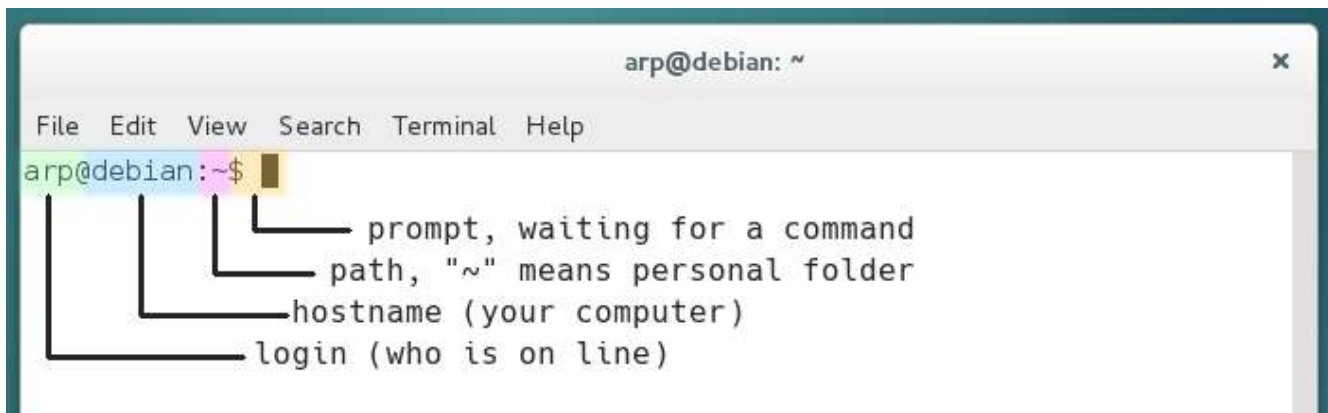 arp@debian: ~
File Edit View Search Terminal Help
arp@debian:~$
prompt, waiting for a command
path, "~" means personal folder
hostname (your computer)
login (who is on line)